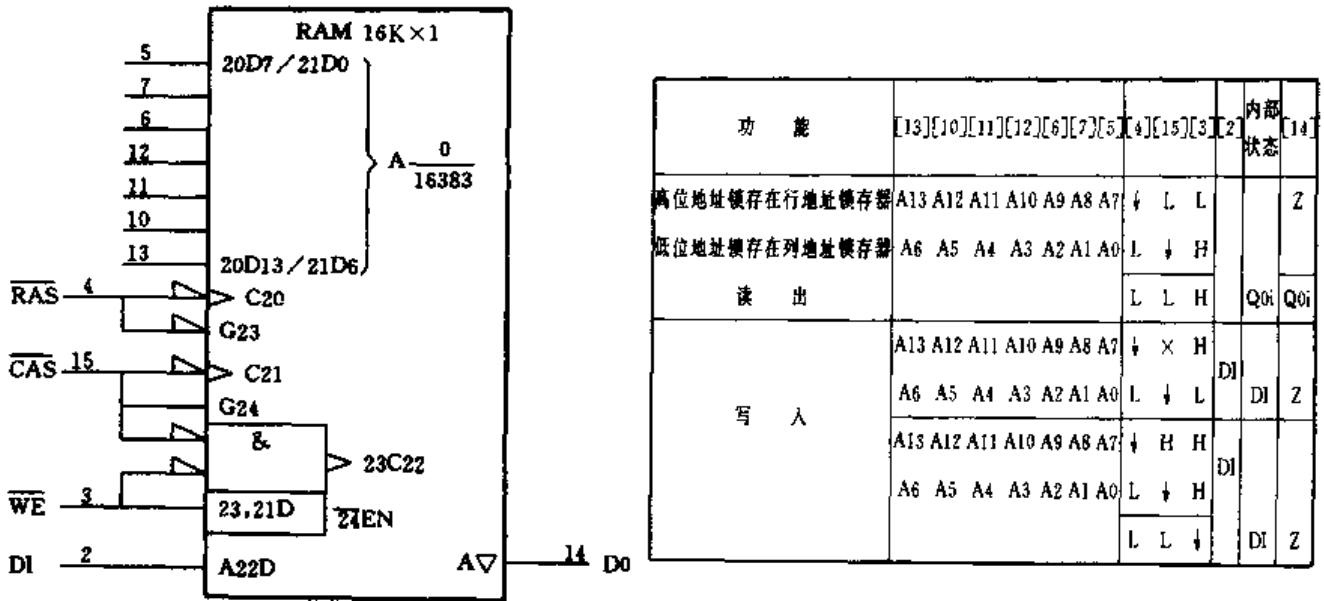 RAM 16K×1
5
20D7/21D0
7
6
12
A 0/16383
11
10
13
20D13/21D6
RAS 4
C20
G23
CAS 15
C21
G24
&
23C22
WE 3
23,21D
24EN
DI 2
A22D
A▽
14 D0
功 能 [13][10][11][12][6][7][5] [4][15][3] [2] 内部状态 [14]
高位地址锁存在行地址锁存器 A13 A12 A11 A10 A9 A8 A7 ↓ L L Z
低位地址锁存在列地址锁存器 A6 A5 A4 A3 A2 A1 A0 L ↓ H
读 出 L L H Q0i Q0i
写 入
A13 A12 A11 A10 A9 A8 A7 ↓ × H DI
A6 A5 A4 A3 A2 A1 A0 L ↓ L DI Z
A13 A12 A11 A10 A9 A8 A7 ↓ H H DI
A6 A5 A4 A3 A2 A1 A0 L ↓ H
L L ↓ DI Z